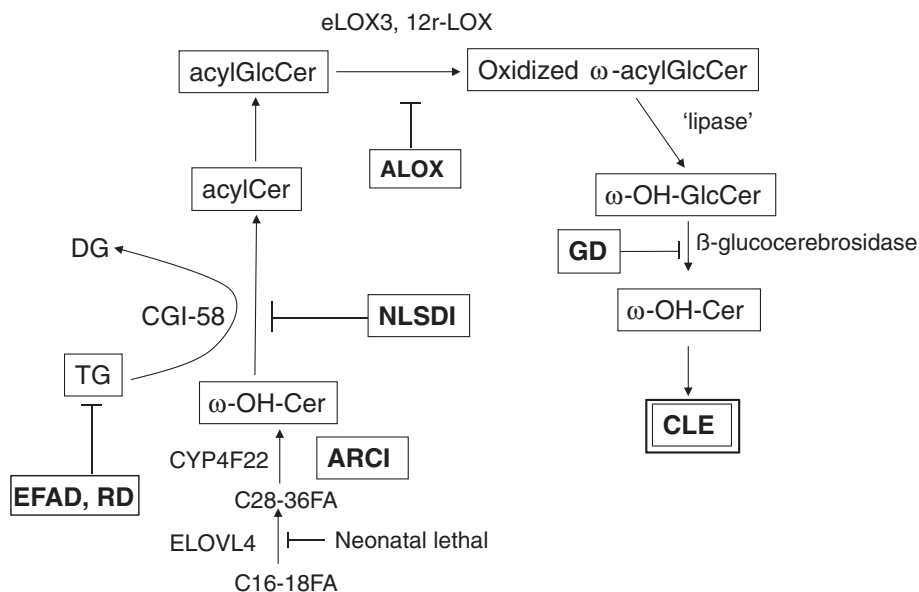 eLOX3, 12r-LOX
acylGlcCer
Oxidized ω-acylGlcCer
'lipase'
ALOX
acylCer
ω-OH-GlcCer
DG
GD
ß-glucocerebrosidase
CGI-58
NLSDI
ω-OH-Cer
TG
ω-OH-Cer
CLE
CYP4F22
ARCI
EFAD, RD
C28-36FA
ELOVL4
Neonatal lethal
C16-18FA